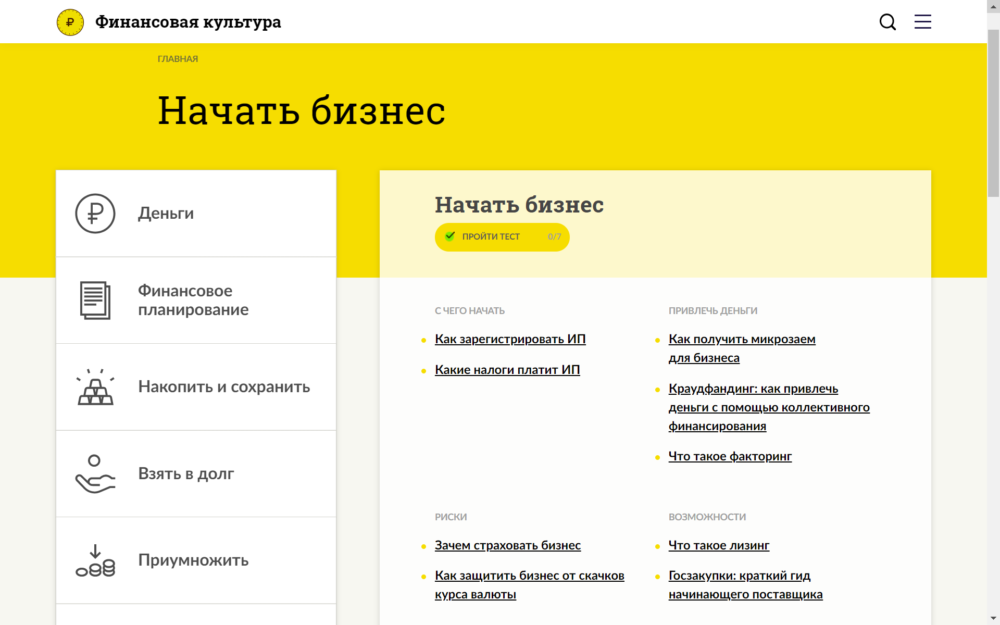 Финансовая культура
ГЛАВНАЯ
Начать бизнес
Деньги
Финансовое
планирование
Накопить и сохранить
Взять в долг
Приумножить
Начать бизнес
ПРОЙТИ ТЕСТ 0/7
С ЧЕГО НАЧАТЬ
Как зарегистрировать ИП
Какие налоги платит ИП
ПРИВЛЕЧЬ ДЕНЬГИ
Как получить микрозаем
для бизнеса
Краудфандинг: как привлечь
деньги с помощью коллективного
финансирования
Что такое факторинг
РИСКИ
Зачем страховать бизнес
Как защитить бизнес от скачков
курса валюты
ВОЗМОЖНОСТИ
Что такое лизинг
Госзакупки: краткий гид
начинающего поставщика